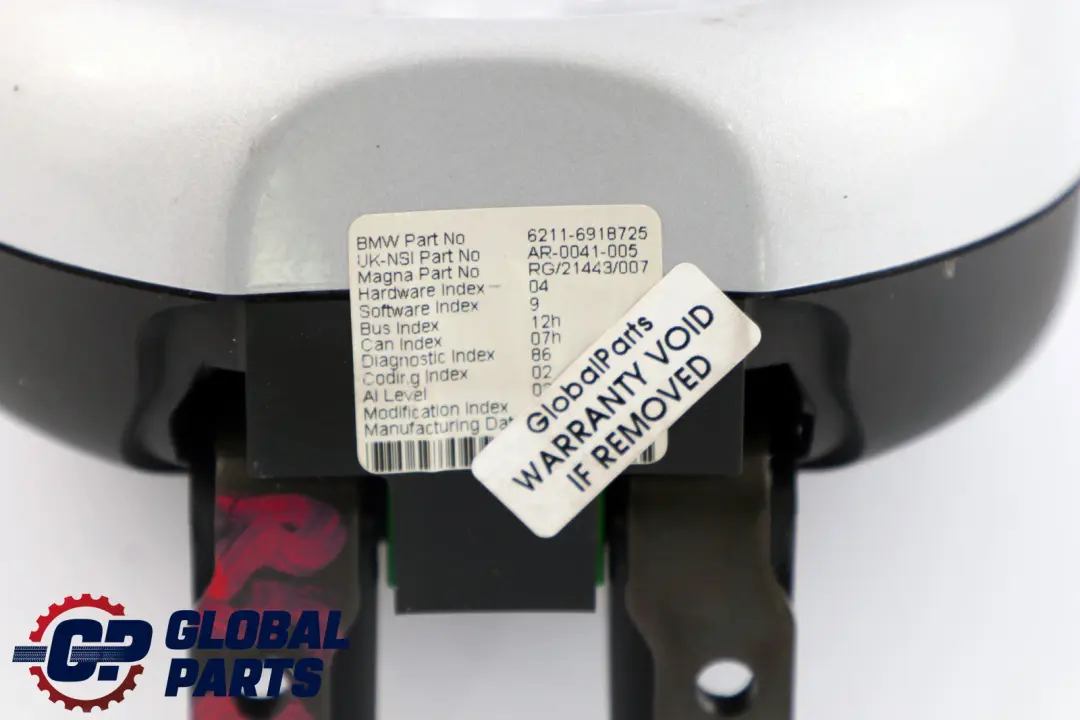 BMW Part No 6211-6918725
UK-NSI Part No AR-0041-005
Magna Part No RG/21443/007
Hardware Index 04
Software Index 9
Bus Index 12h
Can Index 07h
Diagnostic Index 86
Coding Index 02
AI Level
Modification Index
Manufacturing
GlobalParts
WARRANTY VOID
IF REMOVED
GP GLOBAL
PARTS